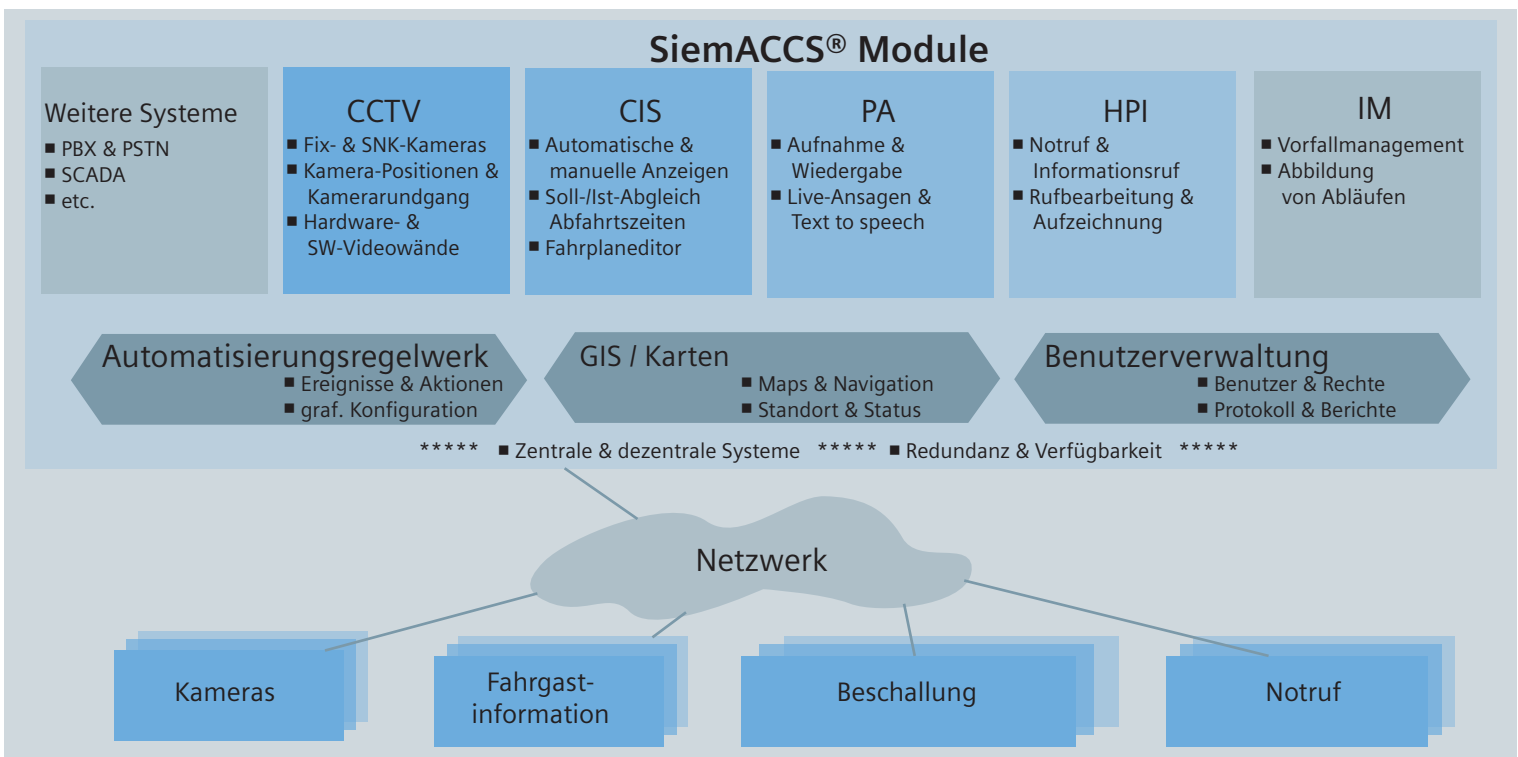 SiemACCS® Module
Weitere Systeme
■ PBX & PSTN
■ SCADA
■ etc.
CCTV
■ Fix- & SNK-Kameras
■ Kamera-Positionen &
Kamerarundgang
■ Hardware- &
SW-Videowände
CIS
■ Automatische &
manuelle Anzeigen
■ Soll-/Ist-Abgleich
Abfahrtszeiten
■ Fahrplaneditor
PA
■ Aufnahme &
Wiedergabe
■ Live-Ansagen &
Text to speech
HPI
■ Notruf &
Informationsruf
■ Rufbearbeitung &
Aufzeichnung
IM
■ Vorfallmanagement
■ Abbildung
von Abläufen
Automatisierungsregelwerk
■ Ereignisse & Aktionen
■ graf. Konfiguration
GIS / Karten
■ Maps & Navigation
■ Standort & Status
Benutzerverwaltung
■ Benutzer & Rechte
■ Protokoll & Berichte
***** ■ Zentrale & dezentrale Systeme ***** ■ Redundanz & Verfügbarkeit *****
Netzwerk
Kameras
Fahrgast-
information
Beschallung
Notruf